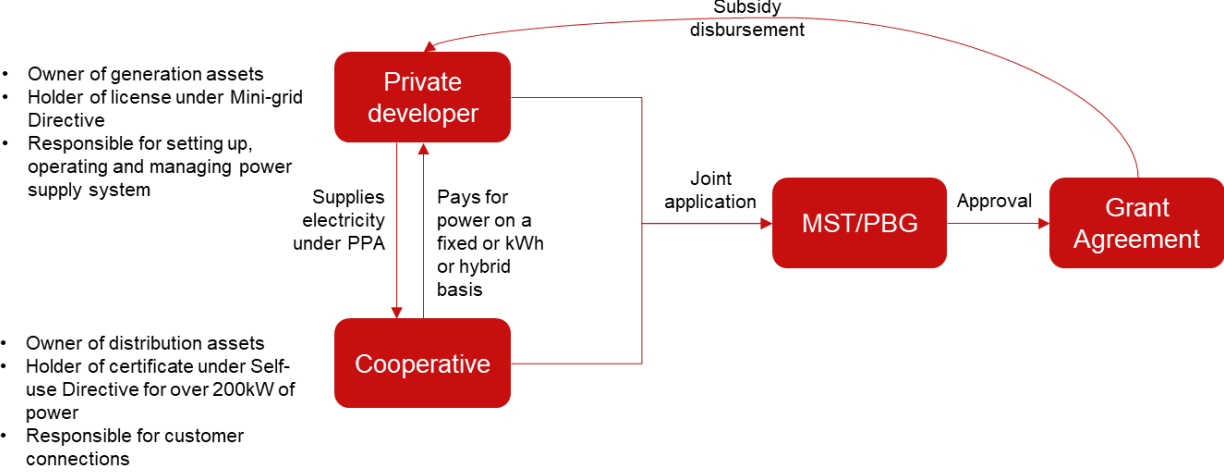 Subsidy
disbursement
• Owner of generation assets
• Holder of license under Mini-grid
Directive
• Responsible for setting up,
operating and managing power
supply system
Private
developer
Supplies
electricity
under PPA
Pays for
power on a
fixed or kWh
or hybrid
basis
Joint
application
MST/PBG
Approval
Grant
Agreement
• Owner of distribution assets
• Holder of certificate under Self-
use Directive for over 200kW of
power
• Responsible for customer
connections
Cooperative